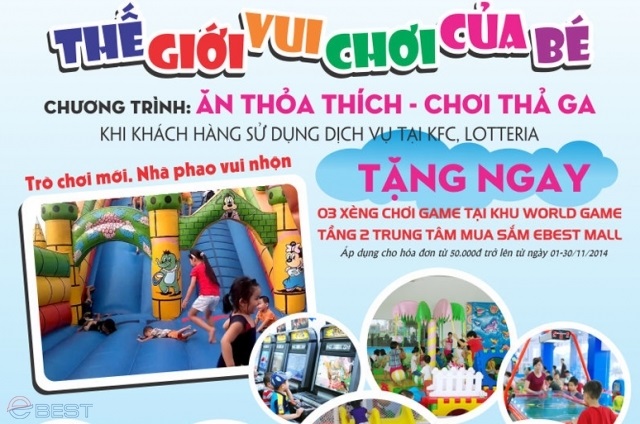 THẾ GIỚI VUI CHƠI CỦA BÉ
CHƯƠNG TRÌNH: ĂN THỎA THÍCH - CHƠI THẢ GA
KHI KHÁCH HÀNG SỬ DỤNG DỊCH VỤ TẠI KFC, LOTTERIA
Trò chơi mới. Nhà phao vui nhộn
TẶNG NGAY
03 XÈNG CHƠI GAME TẠI KHU WORLD GAME
TẦNG 2 TRUNG TÂM MUA SẮM EBEST MALL
Áp dụng cho hóa đơn từ 50.000đ trở lên từ ngày 01-30/11/2014
eBEST